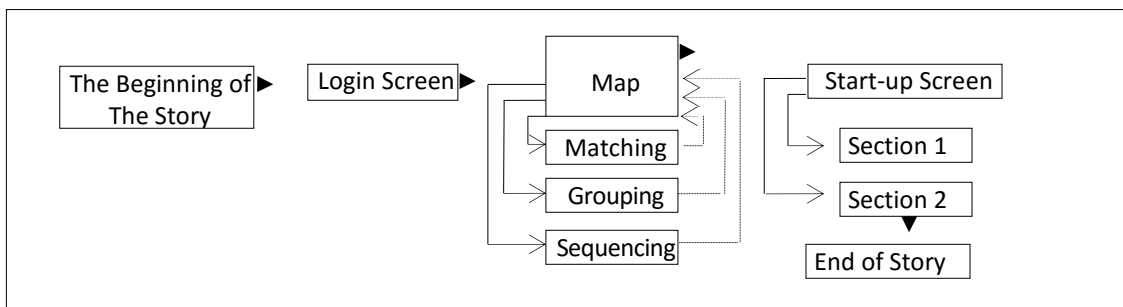 The Beginning of
The Story
Login Screen
Map
Matching
Grouping
Sequencing
Start-up Screen
Section 1
Section 2
End of Story